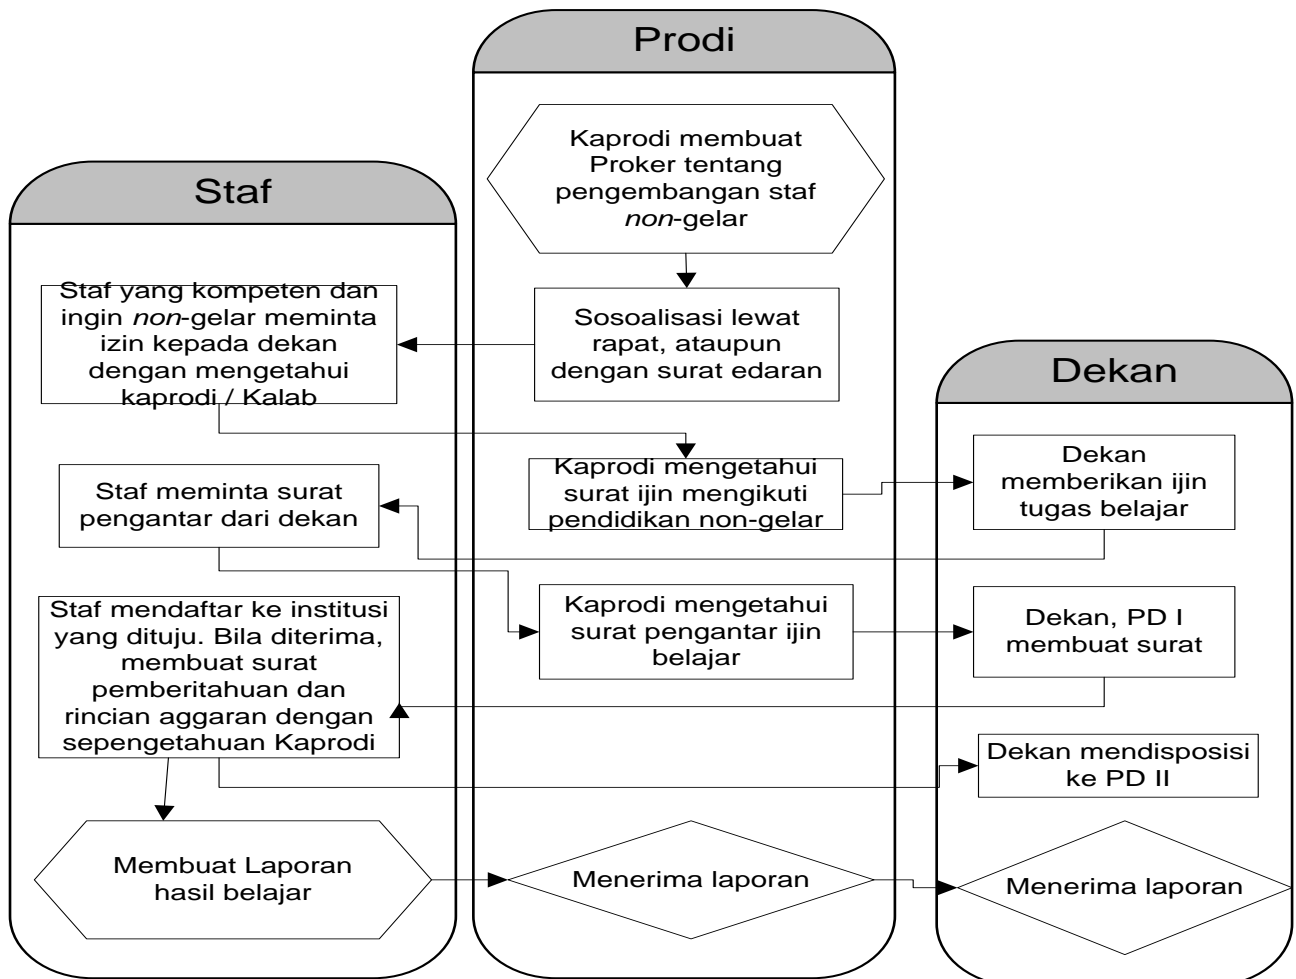 Prodi
Kaprodi membuat
Proker tentang
pengembangan staf
non-gelar
Staf
Staf yang kompeten dan
ingin non-gelar meminta
izin kepada dekan
dengan mengetahui
kaprodi / Kalab
Sosoalisasi lewat
rapat, ataupun
dengan surat edaran
Dekan
Staf meminta surat
pengantar dari dekan
Kaprodi mengetahui
surat ijin mengikuti
pendidikan non-gelar
Dekan
memberikan ijin
tugas belajar
Staf mendaftar ke institusi
yang dituju. Bila diterima,
membuat surat
pemberitahuan dan
rincian aggaran dengan
sepengetahuan Kaprodi
Kaprodi mengetahui
surat pengantar ijin
belajar
Dekan, PD I
membuat surat
Dekan mendisposisi
ke PD II
Membuat Laporan
hasil belajar
Menerima laporan
Menerima laporan